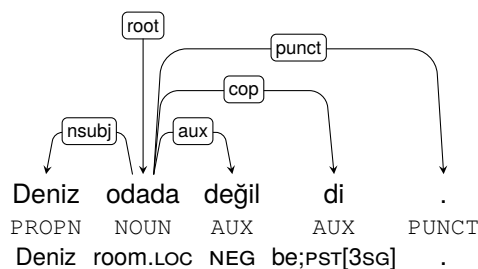 root
punct
cop
nsubj aux
Deniz odada değil di .
PROPN NOUN AUX AUX PUNCT
Deniz room.LOC NEG be;PST[3SG] .